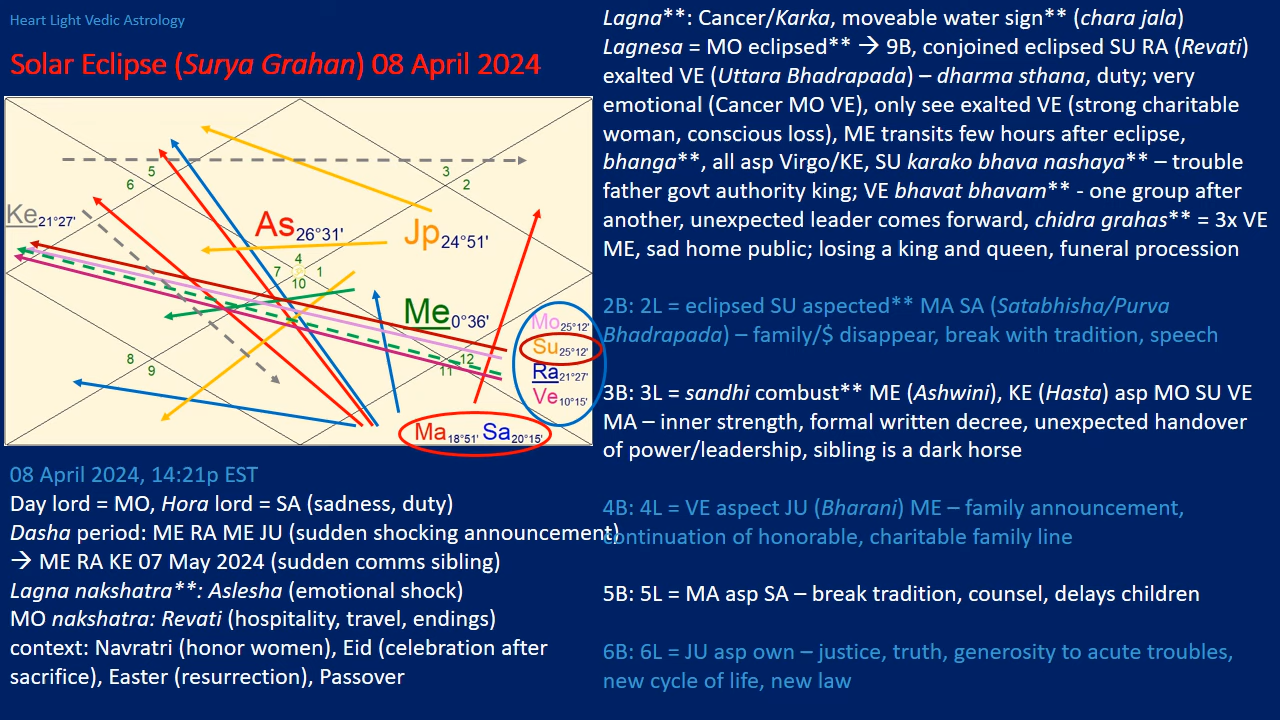 Heart Light Vedic Astrology
Solar Eclipse (Surya Grahan) 08 April 2024
5
6
3
2
Ke21°27'
As26°31'
Jp24°51'
4
7
1
10
Me0°36'
Mo25°12'
Su25°12'
Ra21°27'
Ve10°15'
8
9
12
11
Ma18°51' Sa20°15'
08 April 2024, 14:21p EST
Day lord = MO, Hora lord = SA (sadness, duty)
Dasha period: ME RA ME JU (sudden shocking announcement)
→ ME RA KE 07 May 2024 (sudden comms sibling)
Lagna nakshatra**: Aslesha (emotional shock)
MO nakshatra: Revati (hospitality, travel, endings)
context: Navratri (honor women), Eid (celebration after
sacrifice), Easter (resurrection), Passover
Lagna**: Cancer/Karka, moveable water sign** (chara jala)
Lagnesa = MO eclipsed** → 9B, conjoined eclipsed SU RA (Revati)
exalted VE (Uttara Bhadrapada) – dharma sthana, duty; very
emotional (Cancer MO VE), only see exalted VE (strong charitable
woman, conscious loss), ME transits few hours after eclipse,
bhanga**, all asp Virgo/KE, SU karako bhava nashaya** – trouble
father govt authority king; VE bhavat bhavam** - one group after
another, unexpected leader comes forward, chidra grahas** = 3x VE
ME, sad home public; losing a king and queen, funeral procession
2B: 2L = eclipsed SU aspected** MA SA (Satabhisha/Purva
Bhadrapada) – family/$ disappear, break with tradition, speech
3B: 3L = sandhi combust** ME (Ashwini), KE (Hasta) asp MO SU VE
MA – inner strength, formal written decree, unexpected handover
of power/leadership, sibling is a dark horse
4B: 4L = VE aspect JU (Bharani) ME – family announcement,
continuation of honorable, charitable family line
5B: 5L = MA asp SA – break tradition, counsel, delays children
6B: 6L = JU asp own – justice, truth, generosity to acute troubles,
new cycle of life, new law